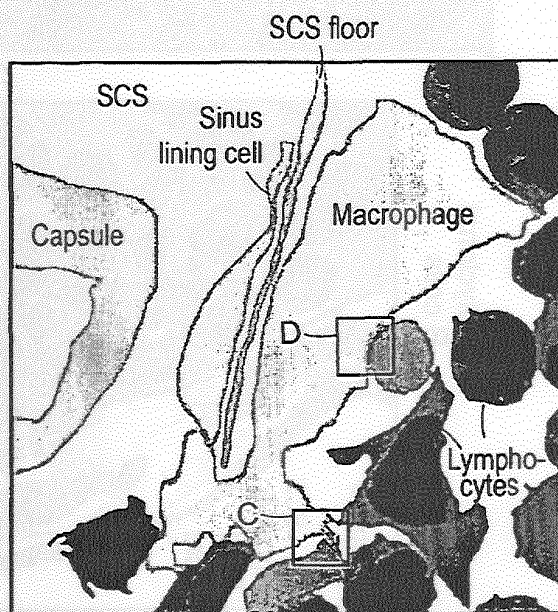 SCS floor
SCS
Sinus
lining cell
Capsule
Macrophage
D
Lympho-
cytes
C